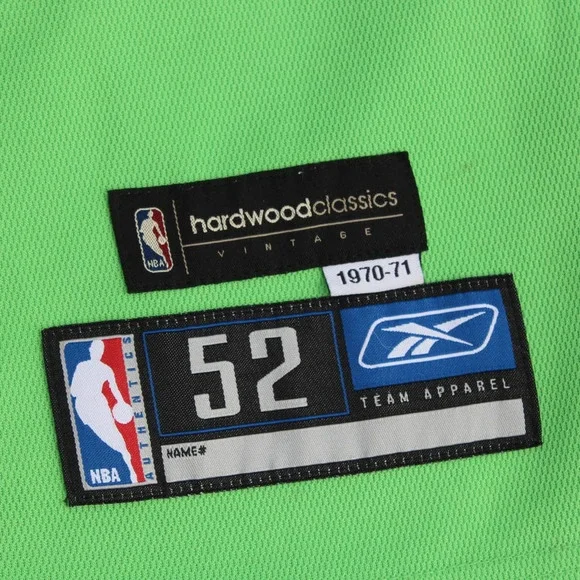 hardwoodclassics
VINTAGE
NBA
1970-71
AUTHENTICS
NBA
52
TEAM APPAREL
NAME#